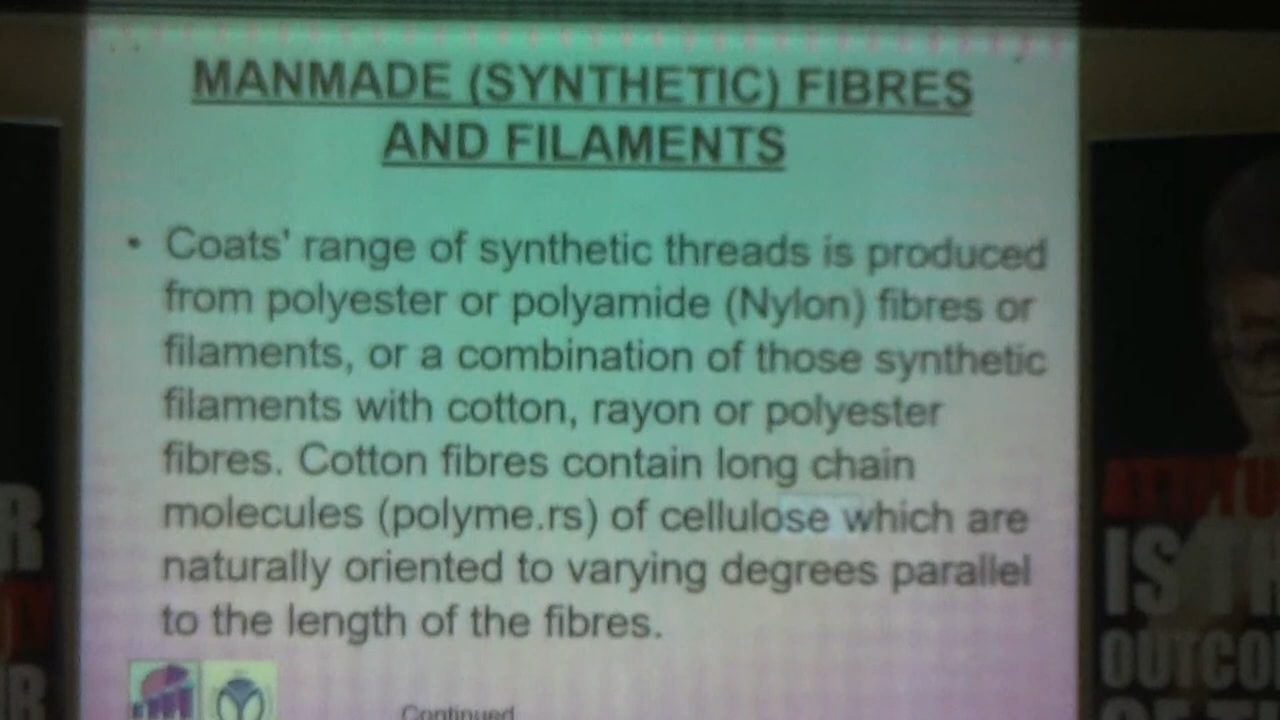 MANMADE (SYNTHETIC) FIBRES
AND FILAMENTS
• Coats' range of synthetic threads is produced
from polyester or polyamide (Nylon) fibres or
filaments, or a combination of those synthetic
filaments with cotton, rayon or polyester
fibres. Cotton fibres contain long chain
molecules (polyme.rs) of cellulose which are
naturally oriented to varying degrees parallel
to the length of the fibres.
Continued
IS